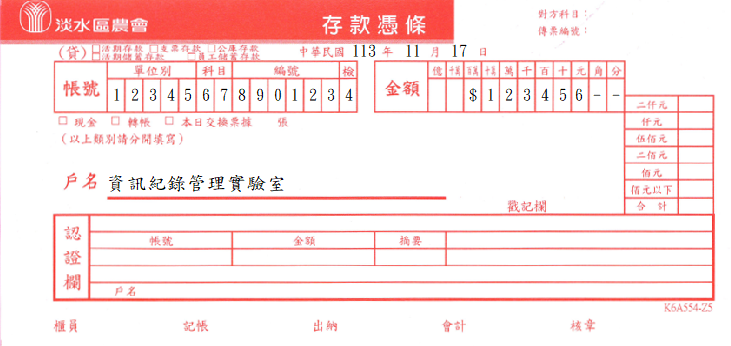 淡水區農會 存款憑條
對方科目：
傳票編號：
(貸) □活期存款 □支票存款 □公庫存款
□活期儲蓄存款 □員工儲蓄存款
中華民國 113 年 11 月 17 日
帳號 單位別 科目 編號 檢
1 2 3 4 5 6 7 8 9 0 1 2 3 4
金額 億 十萬 百萬 十萬 萬 千 百 十 元 角 分
$ 1 2 3 4 5 6 - -
□ 現金 □ 轉帳 □ 本日交換票據 張
(以上類別請分開填寫)
二仟元
仟元
伍佰元
二佰元
佰元
佰元以下
合計
戶名 資訊紀錄管理實驗室
戳記欄
認證欄
帳號 金額 摘要
戶名
K6A554-Z5
櫃員 記帳 出納 會計 核章